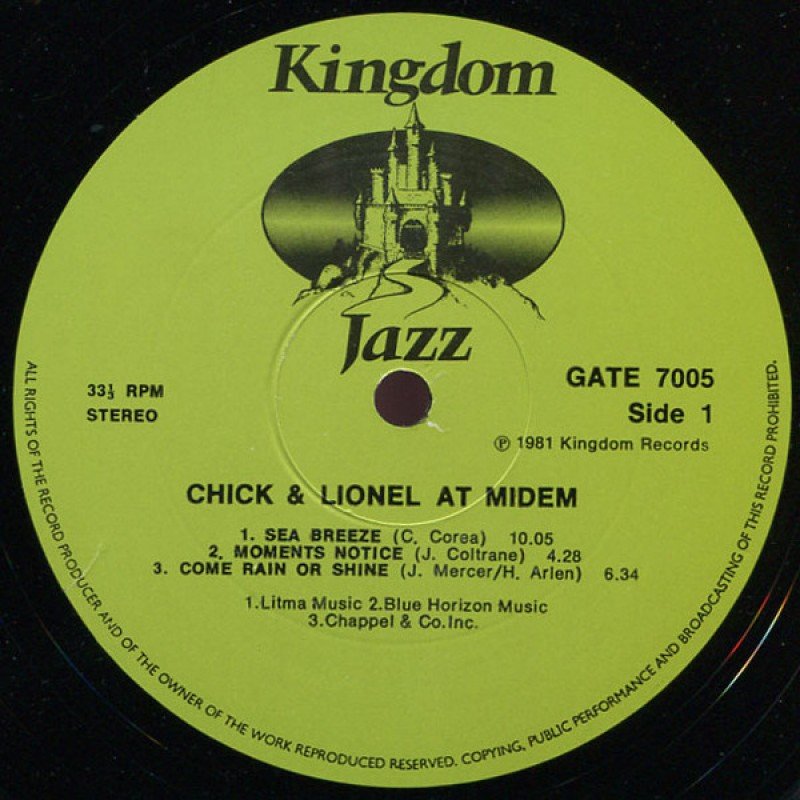 Kingdom
Jazz
33⅓ RPM
STEREO
GATE 7005
Side 1
℗ 1981 Kingdom Records
CHICK & LIONEL AT MIDEM
1. SEA BREEZE (C. Corea) 10.05
2. MOMENTS NOTICE (J. Coltrane) 4.28
3. COME RAIN OR SHINE (J. Mercer/H. Arlen) 6.34
1.Litma Music 2.Blue Horizon Music
3.Chappel & Co.Inc.
ALL RIGHTS OF THE RECORD PRODUCER AND OF THE OWNER OF THE WORK REPRODUCED RESERVED. COPYING, PUBLIC PERFORMANCE AND BROADCASTING OF THIS RECORD PROHIBITED.